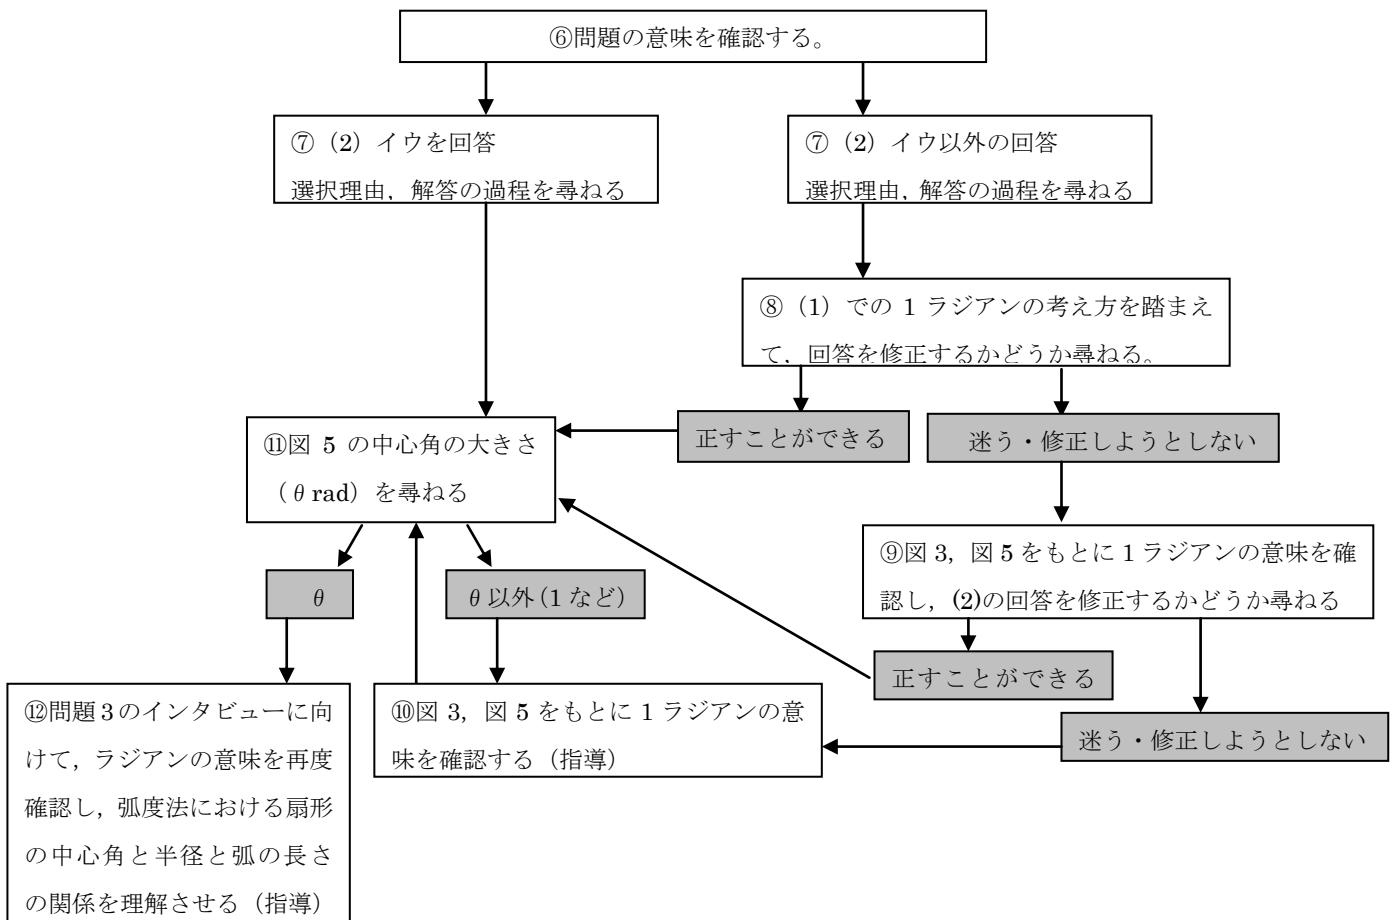 ⑥問題の意味を確認する。
⑦（2）イウを回答
選択理由，解答の過程を尋ねる
⑦（2）イウ以外の回答
選択理由，解答の過程を尋ねる
⑧（1）での 1 ラジアンの考え方を踏まえ
て，回答を修正するかどうか尋ねる。
正すことができる
迷う・修正しようとしない
⑪図 5 の中心角の大きさ
（θrad）を尋ねる
⑨図 3，図 5 をもとに 1 ラジアンの意味を確
認し，(2)の回答を修正するかどうか尋ねる
θ
θ以外(1 など)
正すことができる
迷う・修正しようとしない
⑫問題 3 のインタビューに向
けて，ラジアンの意味を再度
確認し，弧度法における扇形
の中心角と半径と弧の長さ
の関係を理解させる（指導）
⑩図 3，図 5 をもとに 1 ラジアンの意
味を確認する（指導）